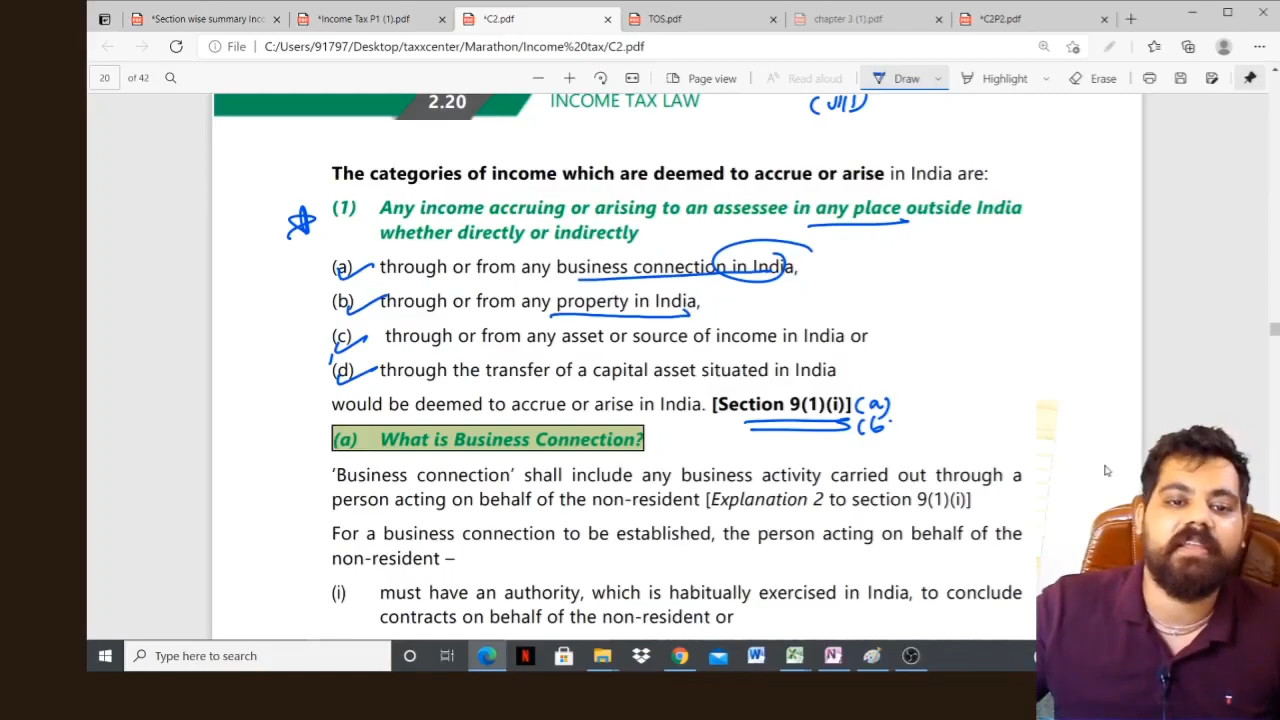 *Section wise summary Inco
*Income Tax P1 (1).pdf
*C2.pdf
TOS.pdf
chapter 3 (1).pdf
*C2P2.pdf
File
C:/Users/91797/Desktop/taxxcenter/Marathon/Income%20tax/C2.pdf
20 of 42
Page view
Read aloud
Draw
Highlight
Erase
2.20 INCOME TAX LAW
The categories of income which are deemed to accrue or arise in India are:
(1) Any income accruing or arising to an assessee in any place outside India
whether directly or indirectly
(a) through or from any business connection in India,
(b) through or from any property in India,
(c) through or from any asset or source of income in India or
(d) through the transfer of a capital asset situated in India
would be deemed to accrue or arise in India. [Section 9(1)(i)] (a)
(b
(a) What is Business Connection?
‘Business connection’ shall include any business activity carried out through a
person acting on behalf of the non-resident [Explanation 2 to section 9(1)(i)]
For a business connection to be established, the person acting on behalf of the
non-resident –
(i) must have an authority, which is habitually exercised in India, to conclude
contracts on behalf of the non-resident or
Type here to search